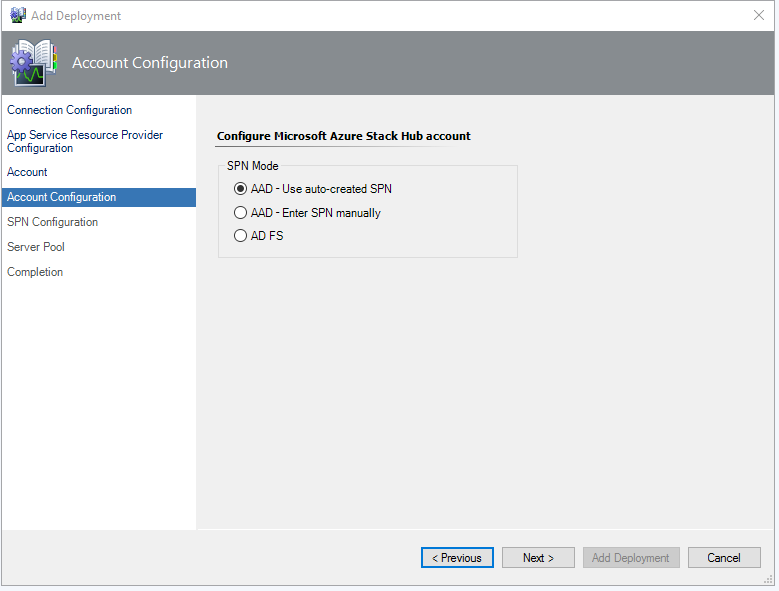 Add Deployment
Account Configuration
Connection Configuration
App Service Resource Provider
Configuration
Account
Account Configuration
SPN Configuration
Server Pool
Completion
Configure Microsoft Azure Stack Hub account
SPN Mode
AAD - Use auto-created SPN
AAD - Enter SPN manually
AD FS
< Previous
Next >
Add Deployment
Cancel